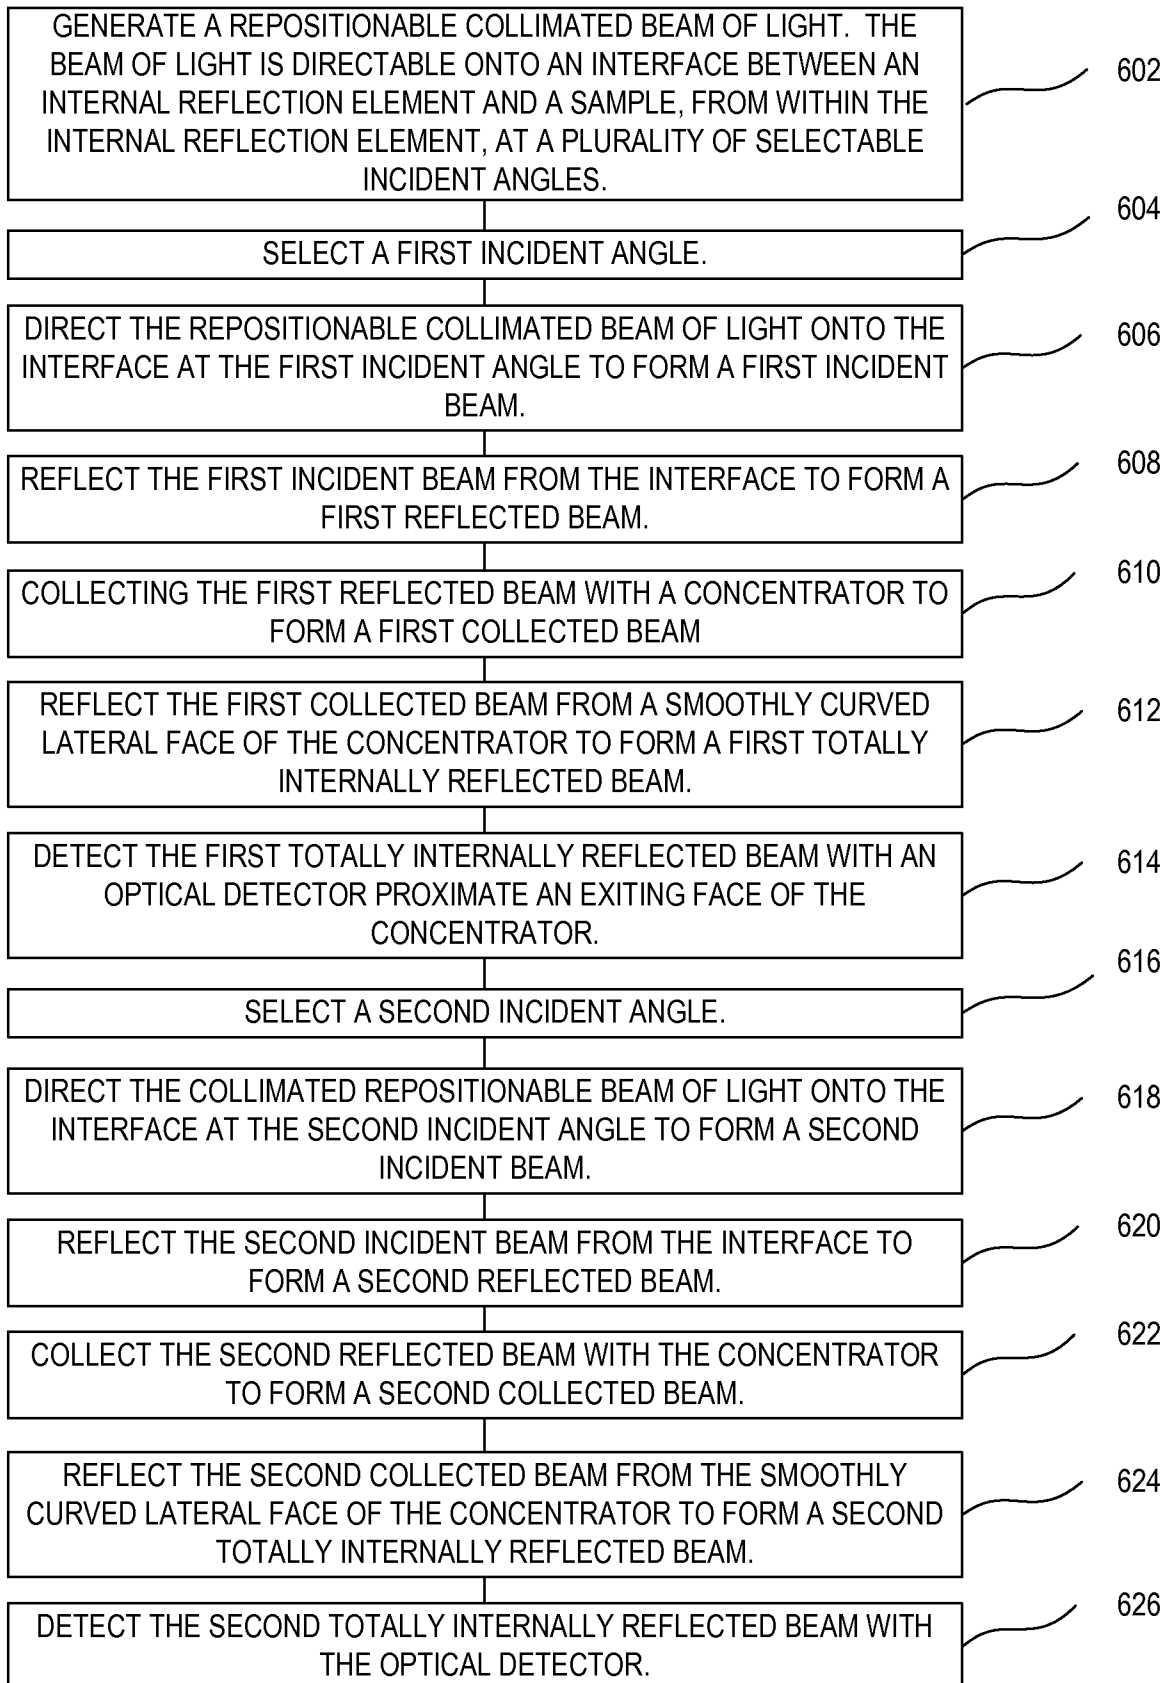 GENERATE A REPOSITIONABLE COLLIMATED BEAM OF LIGHT. THE
BEAM OF LIGHT IS DIRECTABLE ONTO AN INTERFACE BETWEEN AN
INTERNAL REFLECTION ELEMENT AND A SAMPLE, FROM WITHIN THE
INTERNAL REFLECTION ELEMENT, AT A PLURALITY OF SELECTABLE
INCIDENT ANGLES.
602
SELECT A FIRST INCIDENT ANGLE.
604
DIRECT THE REPOSITIONABLE COLLIMATED BEAM OF LIGHT ONTO THE
INTERFACE AT THE FIRST INCIDENT ANGLE TO FORM A FIRST INCIDENT
BEAM.
606
REFLECT THE FIRST INCIDENT BEAM FROM THE INTERFACE TO FORM A
FIRST REFLECTED BEAM.
608
COLLECTING THE FIRST REFLECTED BEAM WITH A CONCENTRATOR TO
FORM A FIRST COLLECTED BEAM
610
REFLECT THE FIRST COLLECTED BEAM FROM A SMOOTHLY CURVED
LATERAL FACE OF THE CONCENTRATOR TO FORM A FIRST TOTALLY
INTERNALLY REFLECTED BEAM.
612
DETECT THE FIRST TOTALLY INTERNALLY REFLECTED BEAM WITH AN
OPTICAL DETECTOR PROXIMATE AN EXITING FACE OF THE
CONCENTRATOR.
614
SELECT A SECOND INCIDENT ANGLE.
616
DIRECT THE COLLIMATED REPOSITIONABLE BEAM OF LIGHT ONTO THE
INTERFACE AT THE SECOND INCIDENT ANGLE TO FORM A SECOND
INCIDENT BEAM.
618
REFLECT THE SECOND INCIDENT BEAM FROM THE INTERFACE TO
FORM A SECOND REFLECTED BEAM.
620
COLLECT THE SECOND REFLECTED BEAM WITH THE CONCENTRATOR
TO FORM A SECOND COLLECTED BEAM.
622
REFLECT THE SECOND COLLECTED BEAM FROM THE SMOOTHLY
CURVED LATERAL FACE OF THE CONCENTRATOR TO FORM A SECOND
TOTALLY INTERNALLY REFLECTED BEAM.
624
DETECT THE SECOND TOTALLY INTERNALLY REFLECTED BEAM WITH
THE OPTICAL DETECTOR.
626